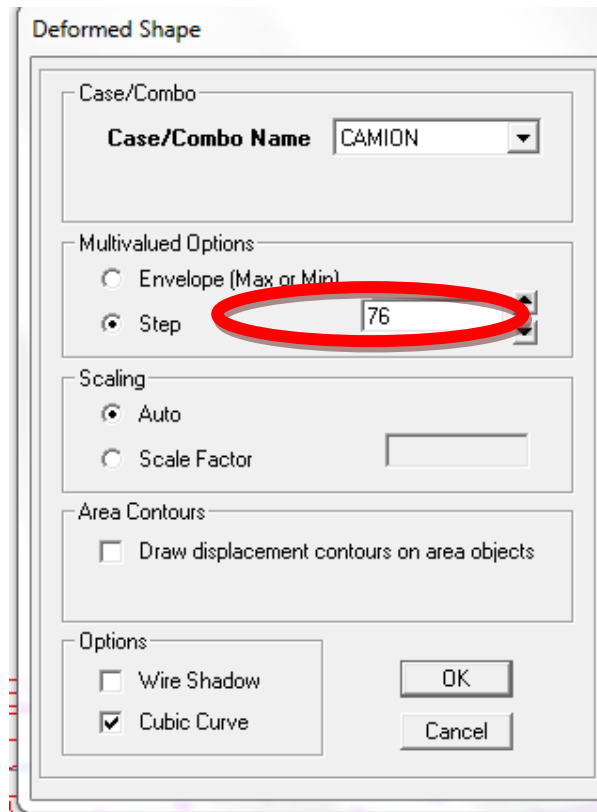 Deformed Shape
Case/Combo
Case/Combo Name CAMION
Multivalued Options
Envelope (Max or Min)
Step 76
Scaling
Auto
Scale Factor
Area Contours
Draw displacement contours on area objects
Options
Wire Shadow
Cubic Curve
OK
Cancel